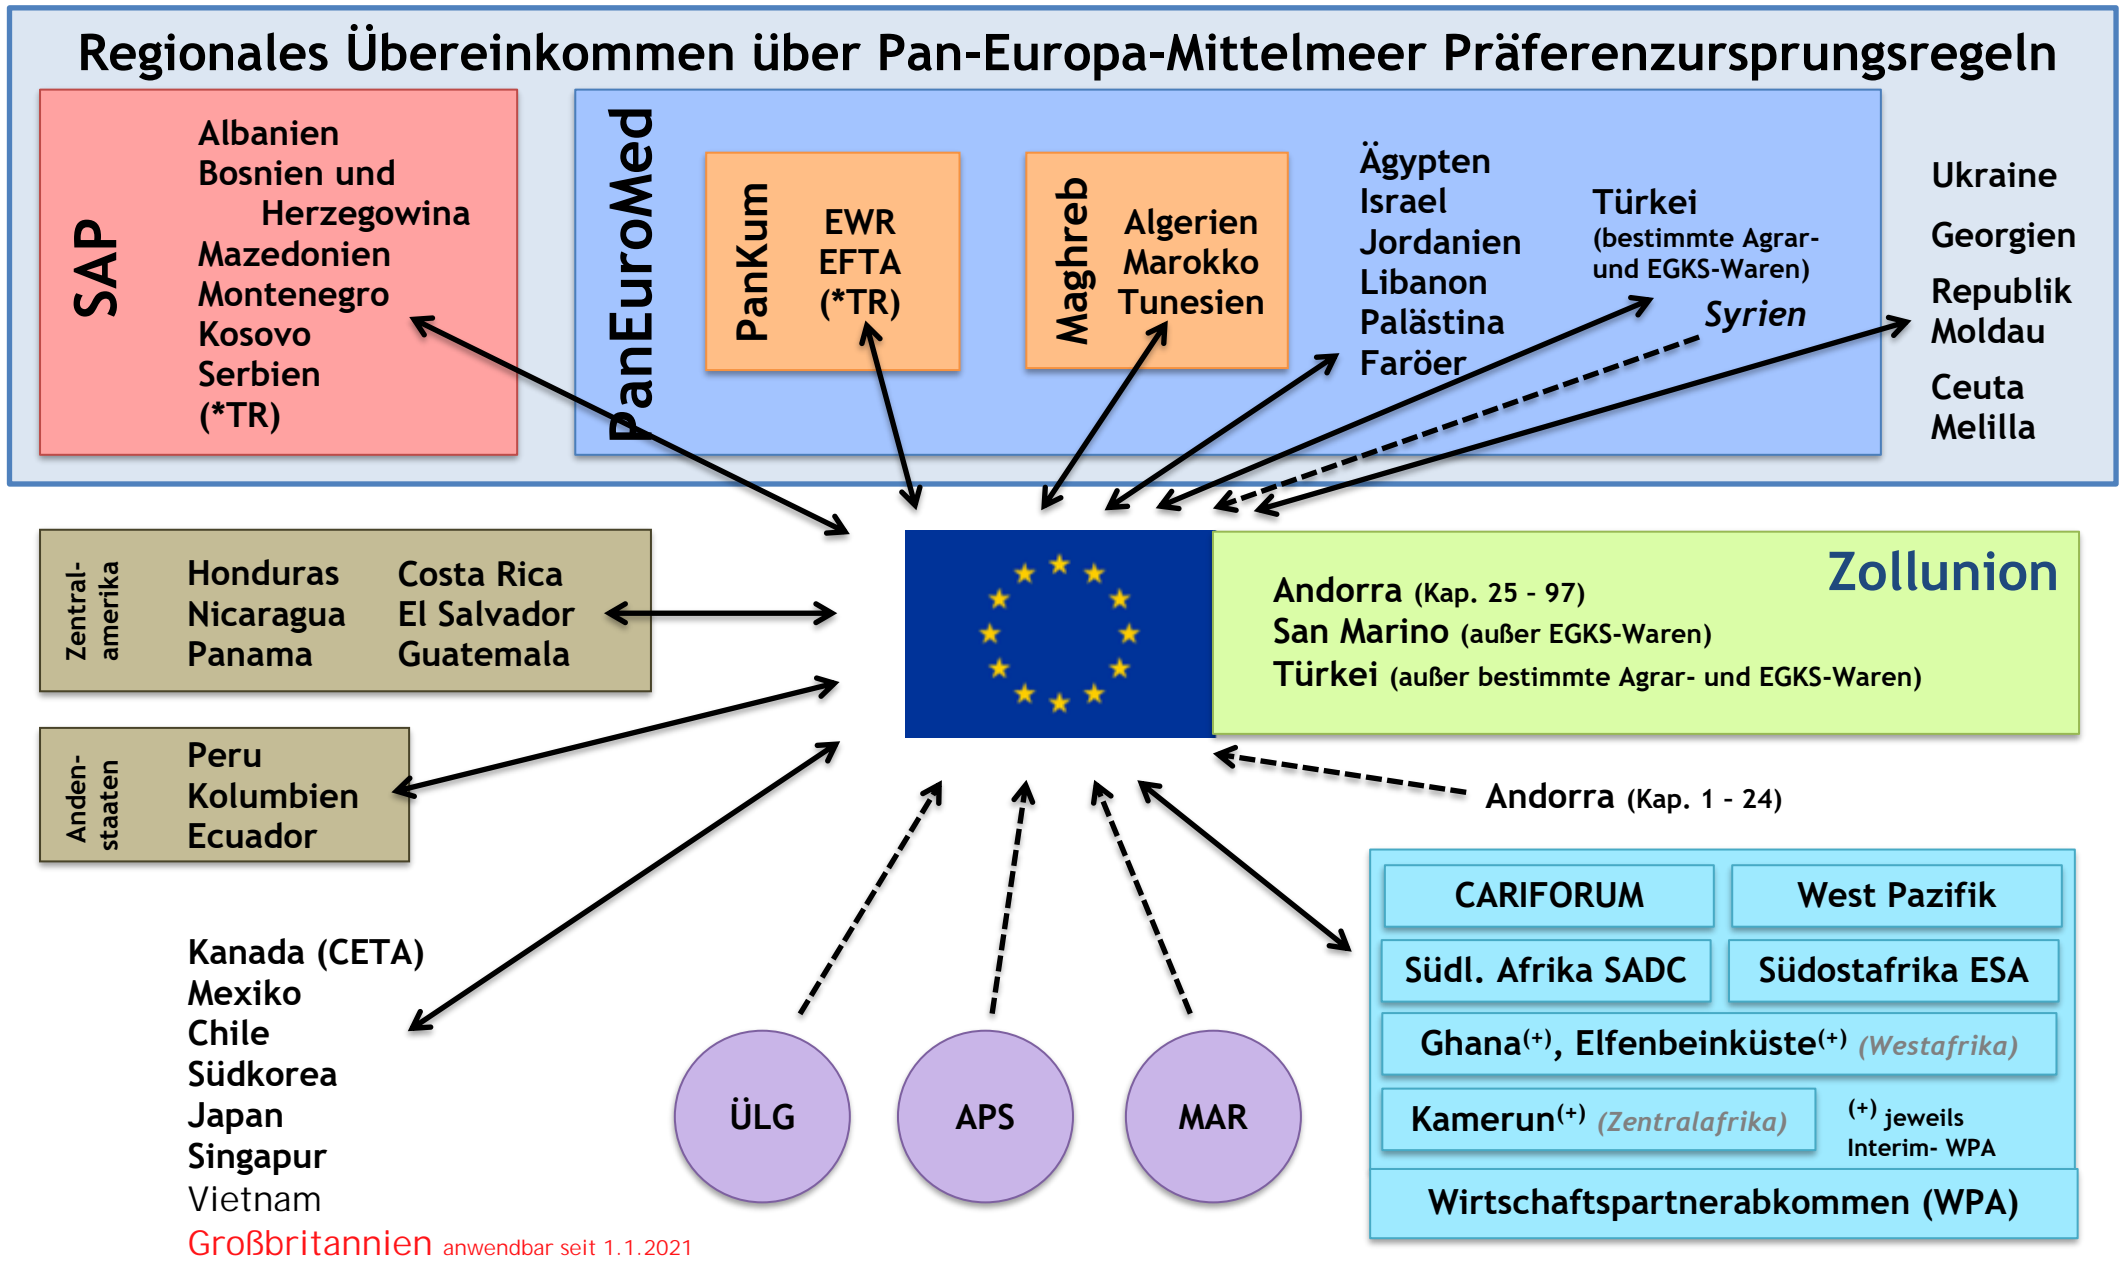 Regionales Übereinkommen über Pan-Europa-Mittelmeer Präferenzursprungsregeln
SAP
Albanien
Bosnien und
Herzegowina
Mazedonien
Montenegro
Kosovo
Serbien
(*TR)
PanEuroMed
PanKum
EWR
EFTA
(*TR)
Maghreb
Algerien
Marokko
Tunesien
Ägypten
Israel
Jordanien
Libanon
Palästina
Faröer
Türkei
(bestimmte Agrar-
und EGKS-Waren)
Syrien
Ukraine
Georgien
Republik
Moldau
Ceuta
Melilla
Zentral-
amerika
Honduras
Nicaragua
Panama
Costa Rica
El Salvador
Guatemala
Zollunion
Andorra (Kap. 25 – 97)
San Marino (außer EGKS-Waren)
Türkei (außer bestimmte Agrar- und EGKS-Waren)
Anden-
staaten
Peru
Kolumbien
Ecuador
Andorra (Kap. 1 – 24)
Kanada (CETA)
Mexiko
Chile
Südkorea
Japan
Singapur
Vietnam
Großbritannien anwendbar seit 1.1.2021
ÜLG
APS
MAR
CARIFORUM
West Pazifik
Südl. Afrika SADC
Südostafrika ESA
Ghana(+), Elfenbeinküste(+) (Westafrika)
Kamerun(+) (Zentralafrika)
(+) jeweils
Interim- WPA
Wirtschaftspartnerabkommen (WPA)